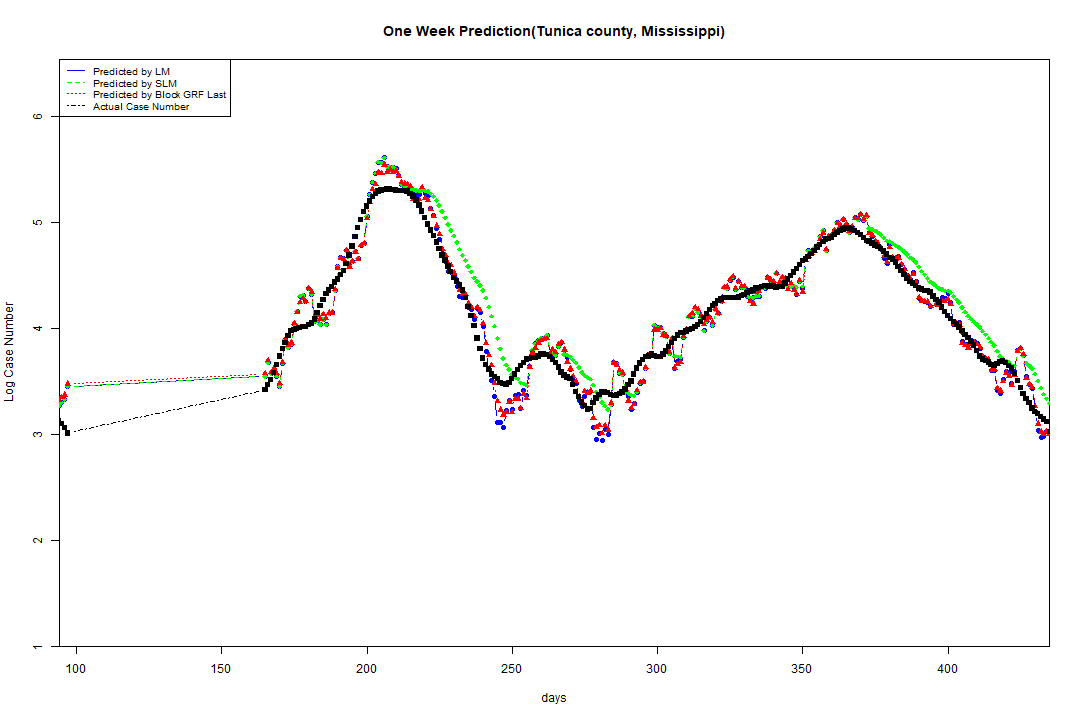 One Week Prediction(Tunica county, Mississippi)
Predicted by LM
Predicted by SLM
Predicted by Block GRF Last
Actual Case Number
Log Case Number
6
5
4
3
2
1
100 150 200 250 300 350 400
days